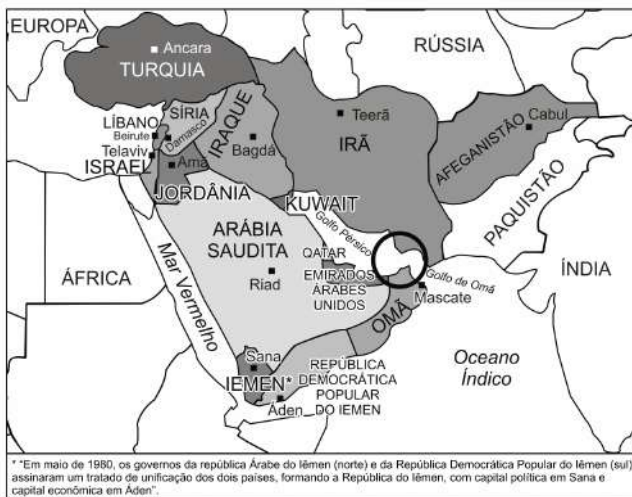 EUROPA
RÚSSIA
Ancara
TURQUIA
SÍRIA
LÍBANO
Beirute
Damasco
Telaviv
ISRAEL
Amã
JORDÂNIA
IRAQUE
Bagdá
Teerã
IRÃ
AFEGANISTÃO
Cabul
PAQUISTÃO
ÍNDIA
KUWAIT
Golfo Pérsico
ARÁBIA
SAUDITA
Riad
QATAR
EMIRADOS
ÁRABES
UNIDOS
Golfo de Omã
Mascate
OMÃ
ÁFRICA
Mar Vermelho
Sana
IEMEN*
Áden
REPÚBLICA
DEMOCRÁTICA
POPULAR
DO IEMEN
Oceano
Índico
* "Em maio de 1980, os governos da república Árabe do Iêmen (norte) e da República Democrática Popular do Iêmen (sul)
assinaram um tratado de unificação dos dois países, formando a República do Iêmen, com capital política em Sana e
capital econômica em Áden".